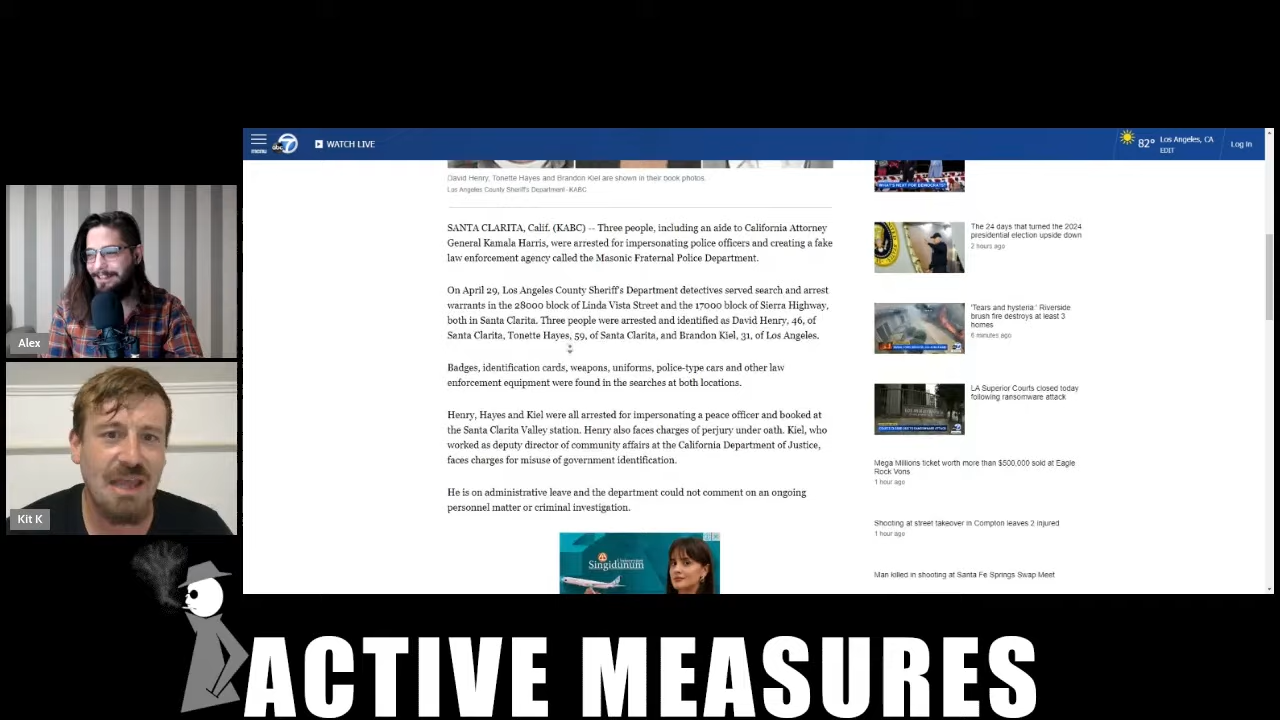 menu
abc 7
WATCH LIVE
82°
Los Angeles, CA
EDIT
Log In
David Henry, Tonette Hayes and Brandon Kiel are shown in their book photos.
Los Angeles County Sheriff's Department-KABC
SANTA CLARITA, Calif. (KABC) -- Three people, including an aide to California Attorney
General Kamala Harris, were arrested for impersonating police officers and creating a fake
law enforcement agency called the Masonic Fraternal Police Department.
On April 29, Los Angeles County Sheriff's Department detectives served search and arrest
warrants in the 28000 block of Linda Vista Street and the 17000 block of Sierra Highway,
both in Santa Clarita. Three people were arrested and identified as David Henry, 46, of
Santa Clarita, Tonette Hayes, 59, of Santa Clarita, and Brandon Kiel, 31, of Los Angeles.
Badges, identification cards, weapons, uniforms, police-type cars and other law
enforcement equipment were found in the searches at both locations.
Henry, Hayes and Kiel were all arrested for impersonating a peace officer and booked at
the Santa Clarita Valley station. Henry also faces charges of perjury under oath. Kiel, who
worked as deputy director of community affairs at the California Department of Justice,
faces charges for misuse of government identification.
He is on administrative leave and the department could not comment on an ongoing
personnel matter or criminal investigation.
Singidunum
WHAT'S NEXT FOR DEMOCRATS?
The 24 days that turned the 2024
presidential election upside down
2 hours ago
'Tears and hysteria:' Riverside
brush fire destroys at least 3
homes
6 minutes ago
LA Superior Courts closed today
following ransomware attack
Mega Millions ticket worth more than $500,000 sold at Eagle
Rock Vons
1 hour ago
Shooting at street takeover in Compton leaves 2 injured
1 hour ago
Man killed in shooting at Santa Fe Springs Swap Meet
Alex
Kit K
ACTIVE MEASURES